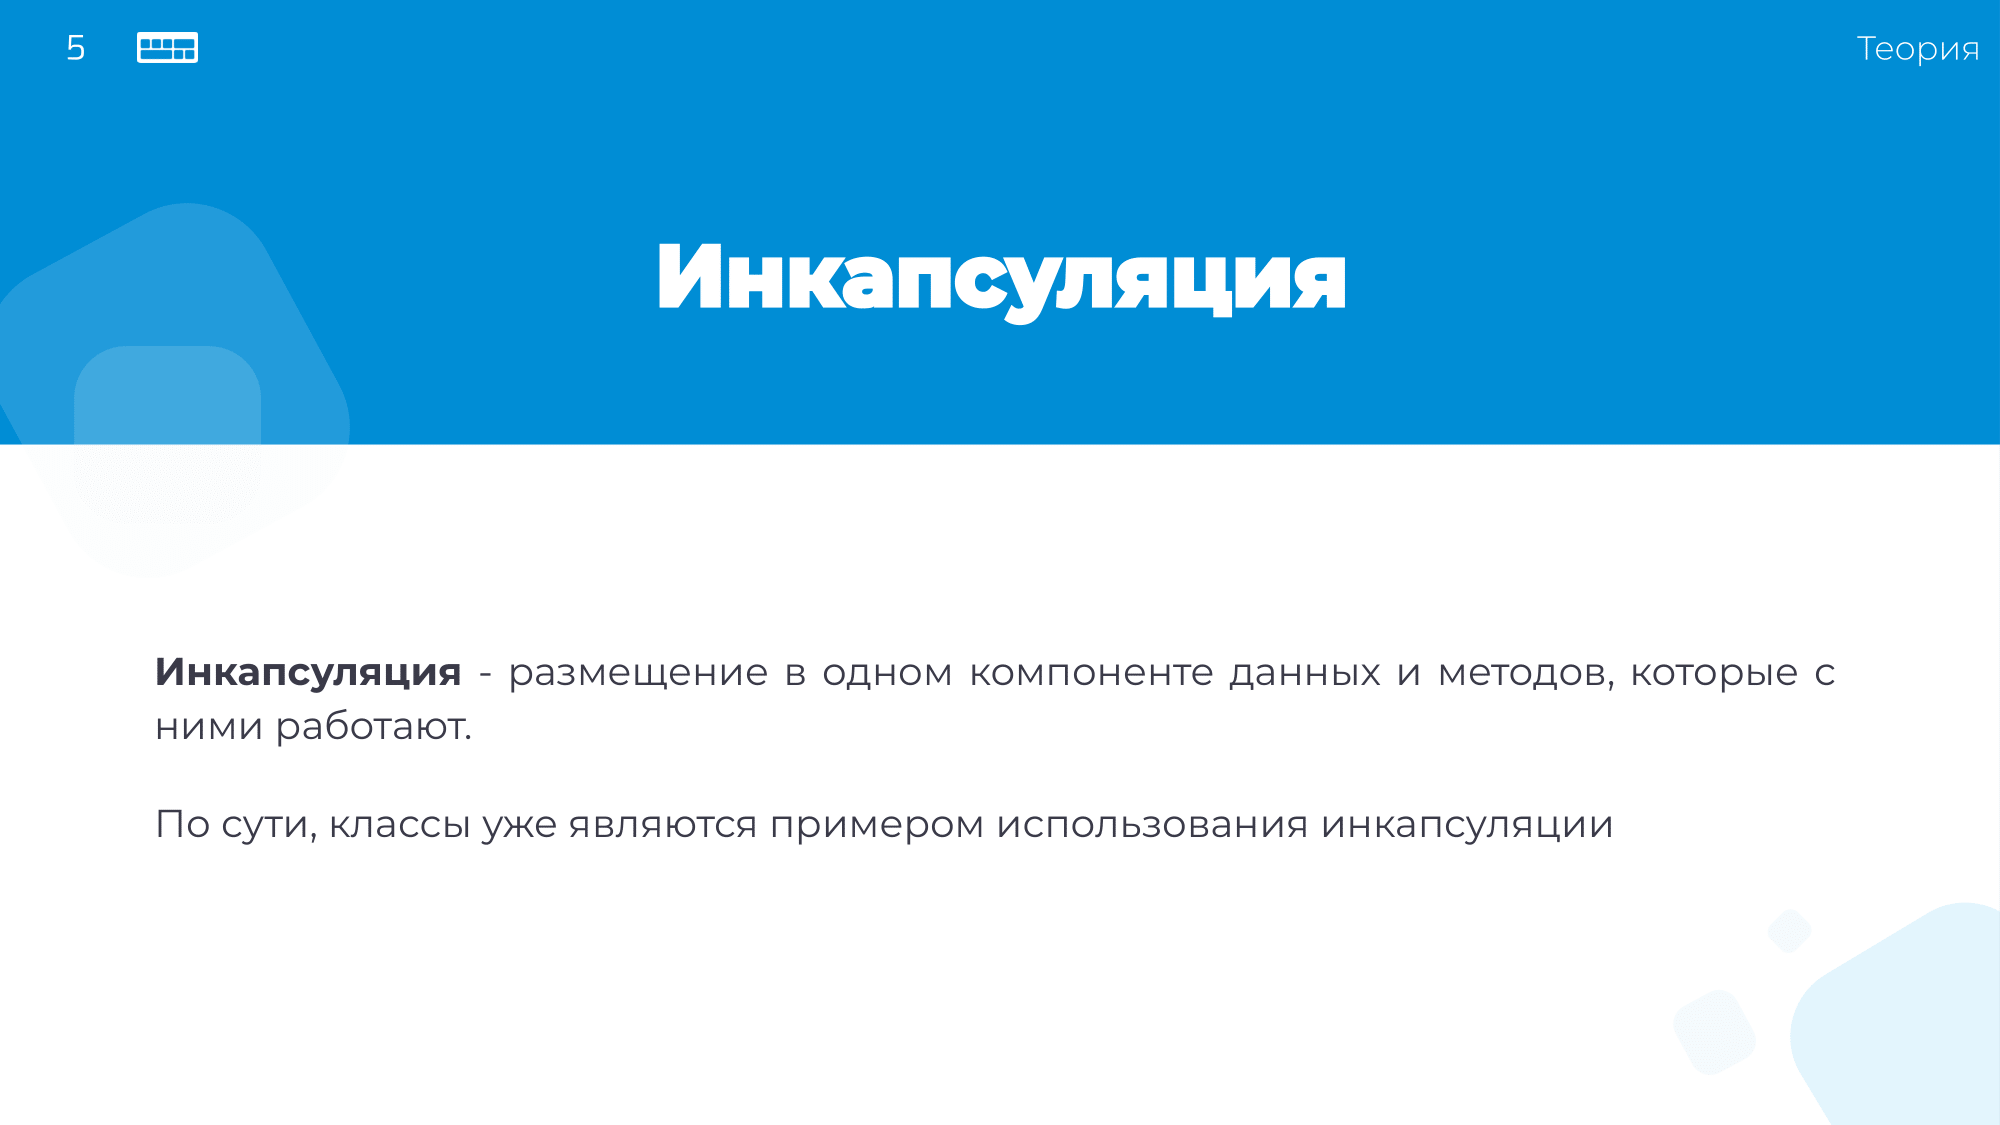 5
Теория
Инкапсуляция
Инкапсуляция - размещение в одном компоненте данных и методов, которые с
ними работают.
По сути, классы уже являются примером использования инкапсуляции